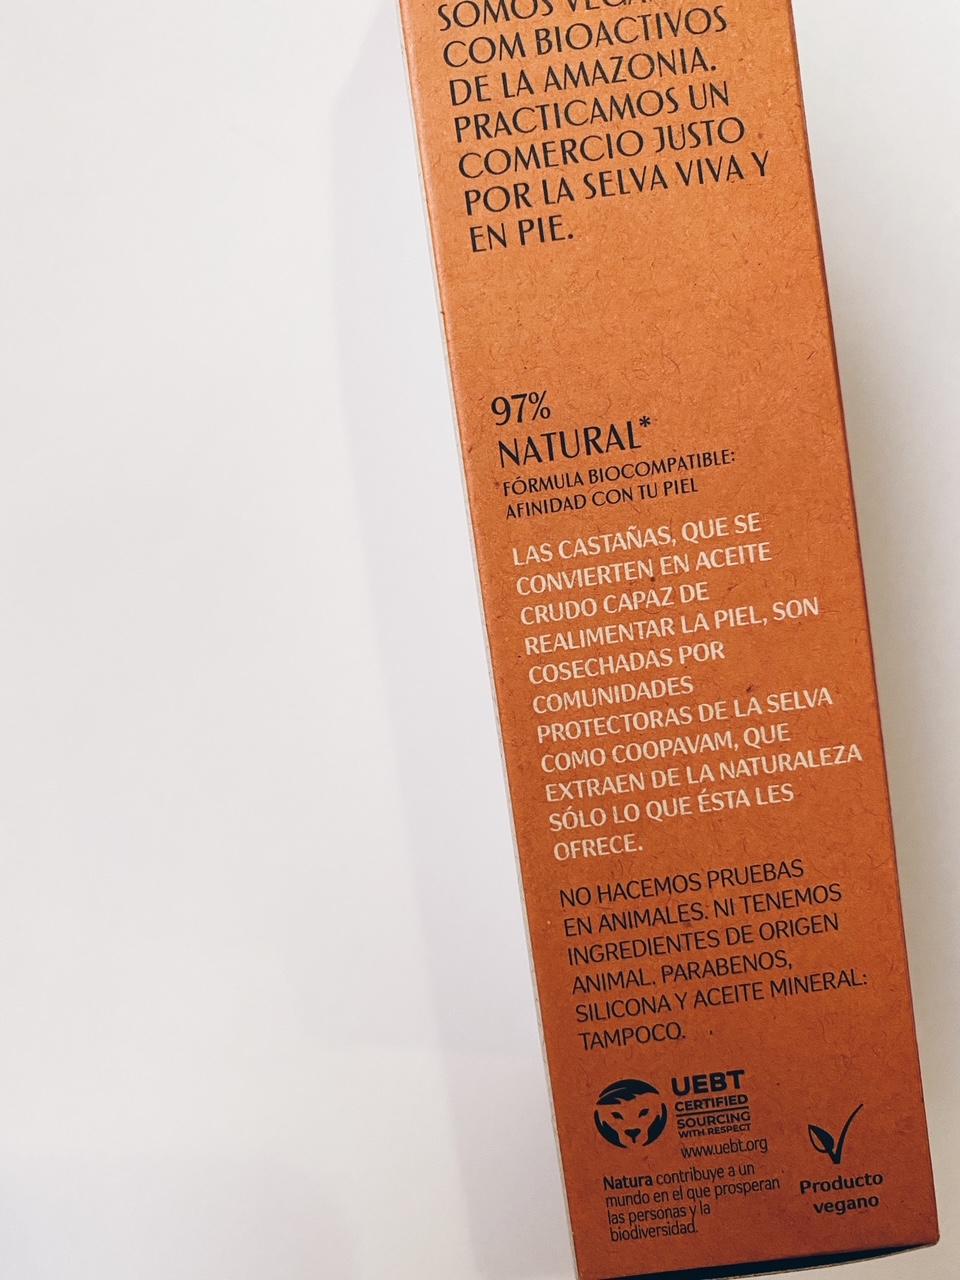 SOMOS
COM BIOACTIVOS
DE LA AMAZONIA.
PRACTICAMOS UN
COMERCIO JUSTO
POR LA SELVA VIVA Y
EN PIE.
97%
NATURAL*
FÓRMULA BIOCOMPATIBLE:
AFINIDAD CON TU PIEL
LAS CASTAÑAS, QUE SE
CONVIERTEN EN ACEITE
CRUDO CAPAZ DE
REALIMENTAR LA PIEL, SON
COSECHADAS POR
COMUNIDADES
PROTECTORAS DE LA SELVA
COMO COOPAVAM, QUE
EXTRAEN DE LA NATURALEZA
SÓLO LO QUE ÉSTA LES
OFRECE.
NO HACEMOS PRUEBAS
EN ANIMALES. NI TENEMOS
INGREDIENTES DE ORIGEN
ANIMAL. PARABENOS,
SILICONA Y ACEITE MINERAL:
TAMPOCO.
UEBT
CERTIFIED
SOURCING
WITH RESPECT
www.uebt.org
Natura contribuye a un
mundo en el que prosperan
las personas y la
biodiversidad.
Producto
vegano